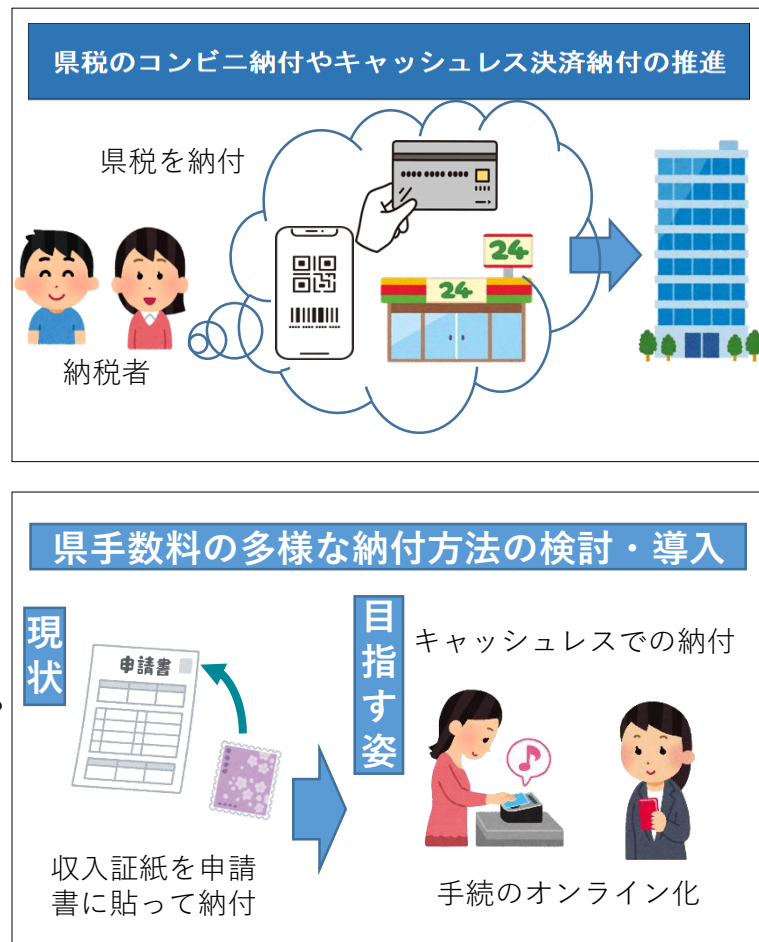 県税のコンビニ納付やキャッシュレス決済納付の推進
県税を納付
24
24
納税者
県手数料の多様な納付方法の検討・導入
現状
申請書
収入証紙を申請
書に貼って納付
目指す姿
キャッシュレスでの納付
手続のオンライン化